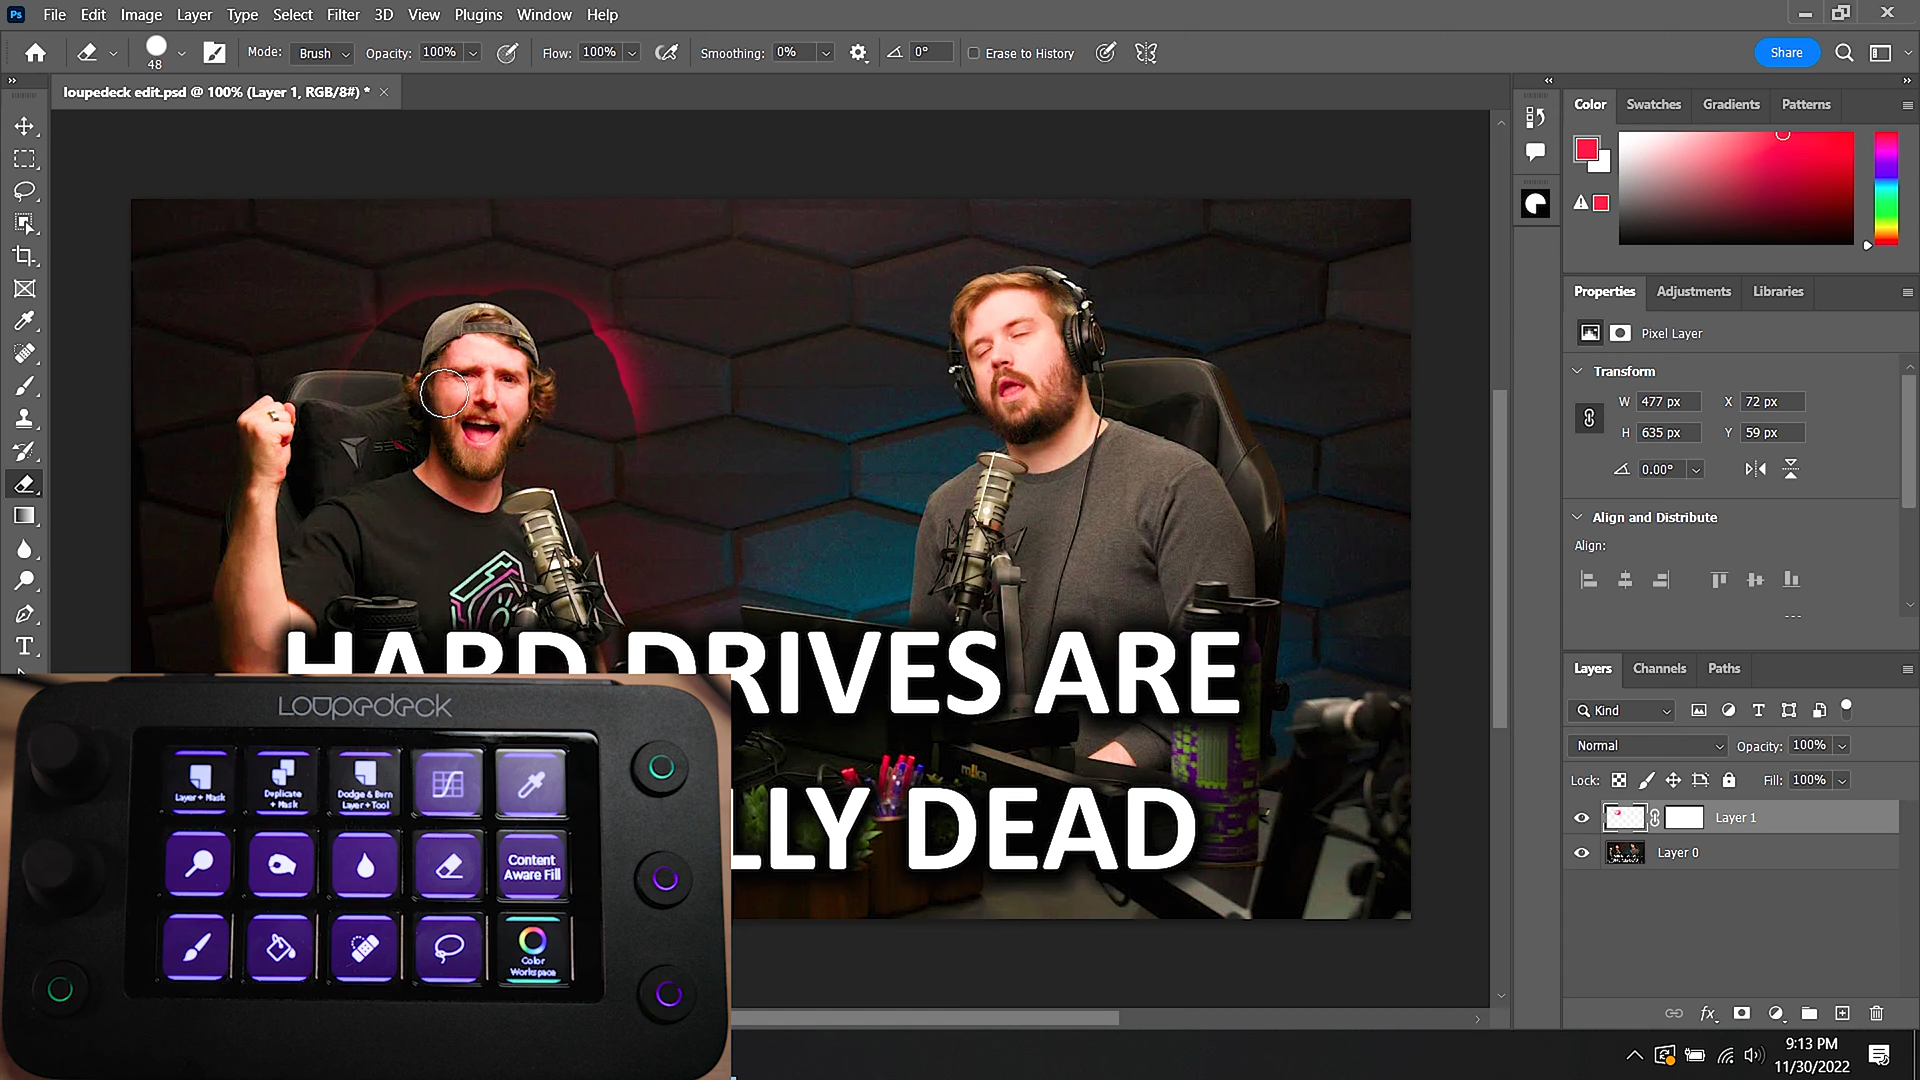 Ps File Edit Image Layer Type Select Filter 3D View Plugins Window Help
48 Mode: Brush Opacity: 100% Flow: 100% Smoothing: 0% 0° Erase to History Share
loupedeck edit.psd @ 100% (Layer 1, RGB/8#) *
Color Swatches Gradients Patterns
Properties Adjustments Libraries
Pixel Layer
Transform
W 477 px X 72 px
H 635 px Y 59 px
0.00°
Align and Distribute
Align:
HARD DRIVES ARE
LLY DEAD
Layers Channels Paths
Kind
Normal Opacity: 100%
Lock: Fill: 100%
Layer 1
Layer 0
fx
Loupedeck
Layer + Mask
Duplicate
+ Mask
Dodge & Burn
Layer + Tool
Content
Aware Fill
Color
Workspace
9:13 PM
11/30/2022